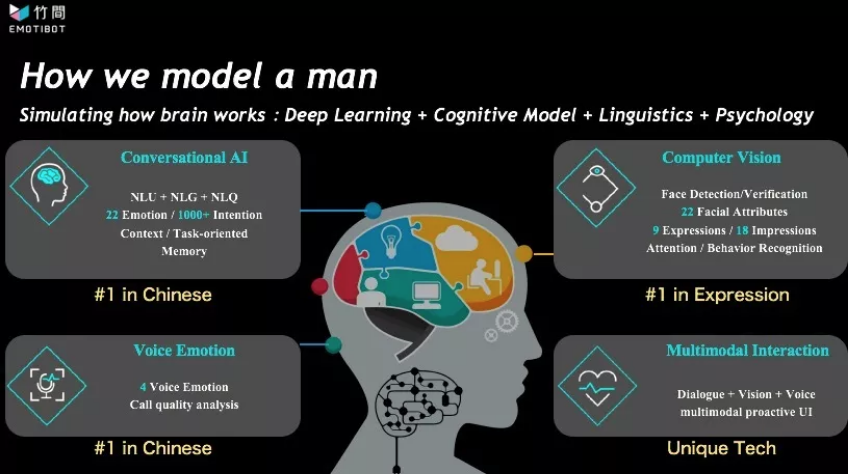 竹間
EMOTIBOT
How we model a man
Simulating how brain works : Deep Learning + Cognitive Model + Linguistics + Psychology
Conversational AI
NLU + NLG + NLQ
22 Emotion / 1000+ Intention
Context / Task-oriented
Memory
#1 in Chinese
Computer Vision
Face Detection/Verification
22 Facial Attributes
9 Expressions / 18 Impressions
Attention / Behavior Recognition
#1 in Expression
Voice Emotion
4 Voice Emotion
Call quality analysis
#1 in Chinese
Multimodal Interaction
Dialogue + Vision + Voice
multimodal proactive UI
Unique Tech